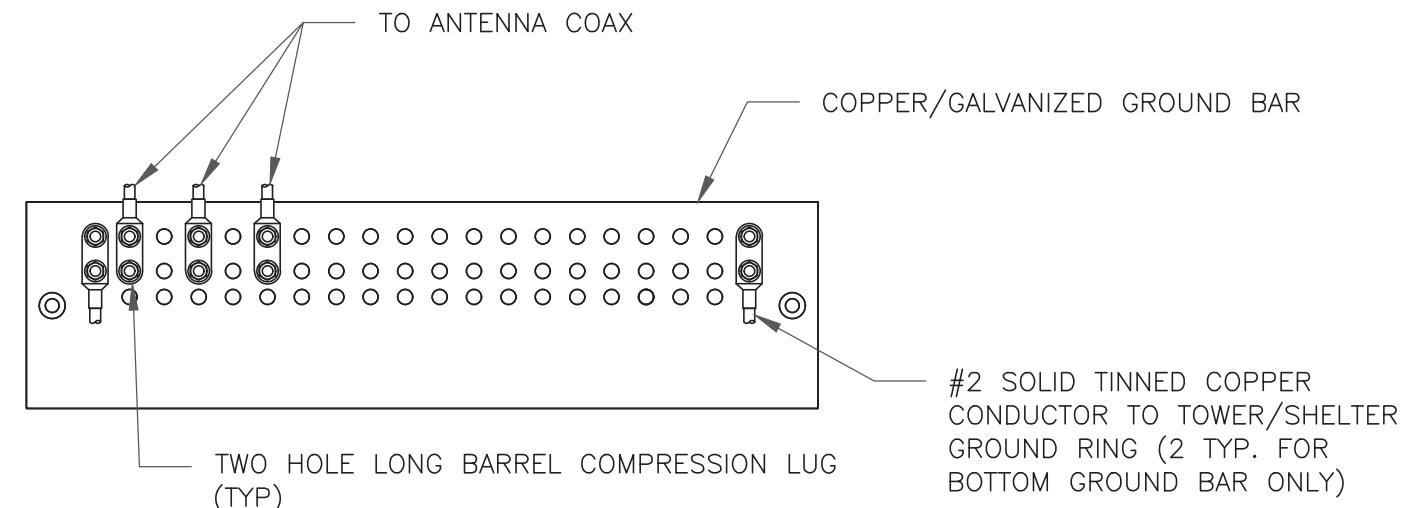 TO ANTENNA COAX
COPPER/GALVANIZED GROUND BAR
#2 SOLID TINNED COPPER
CONDUCTOR TO TOWER/SHELTER
GROUND RING (2 TYP. FOR
BOTTOM GROUND BAR ONLY)
TWO HOLE LONG BARREL COMPRESSION LUG
(TYP)